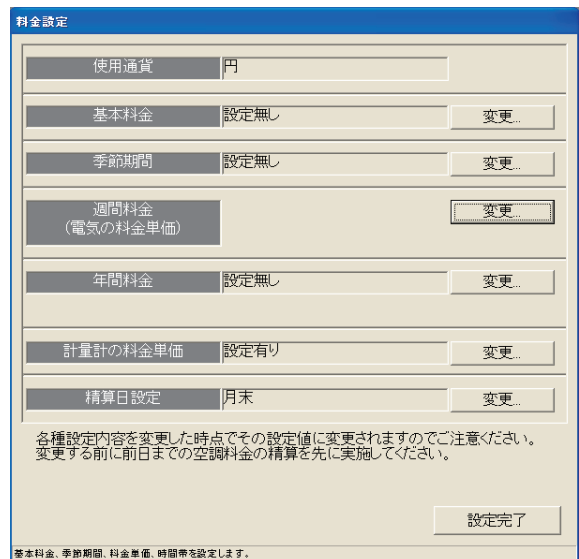 料金設定
使用通貨 円
基本料金 設定無し 変更...
季節期間 設定無し 変更...
週間料金
(電気の料金単価) 変更...
年間料金 設定無し 変更...
計量計の料金単価 設定有り 変更...
精算日設定 月末 変更...
各種設定内容を変更した時点でその設定値に変更されますのでご注意ください。
変更する前に前日までの空調料金の精算を先に実施してください。
設定完了
基本料金、季節期間、料金単価、時間帯を設定します。